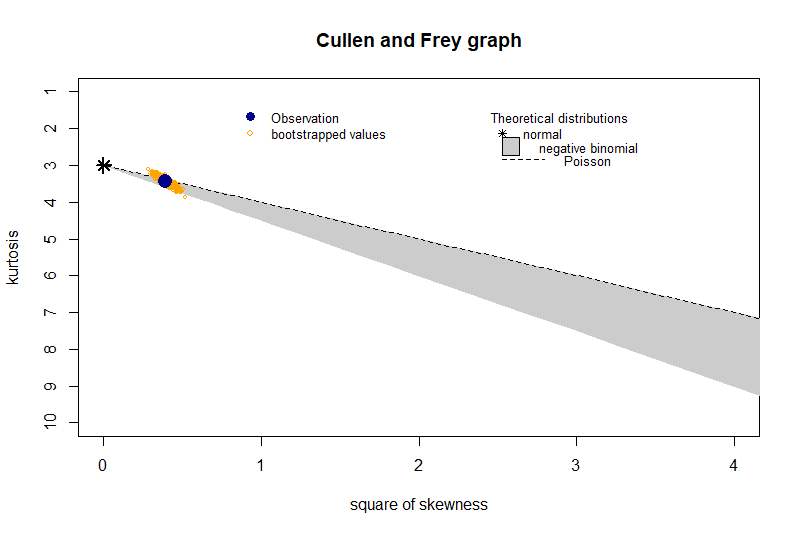 Cullen and Frey graph
Observation
bootstrapped values
Theoretical distributions
normal
negative binomial
Poisson
kurtosis
1
2
3
4
5
6
7
8
9
10
0
1
2
3
4
square of skewness